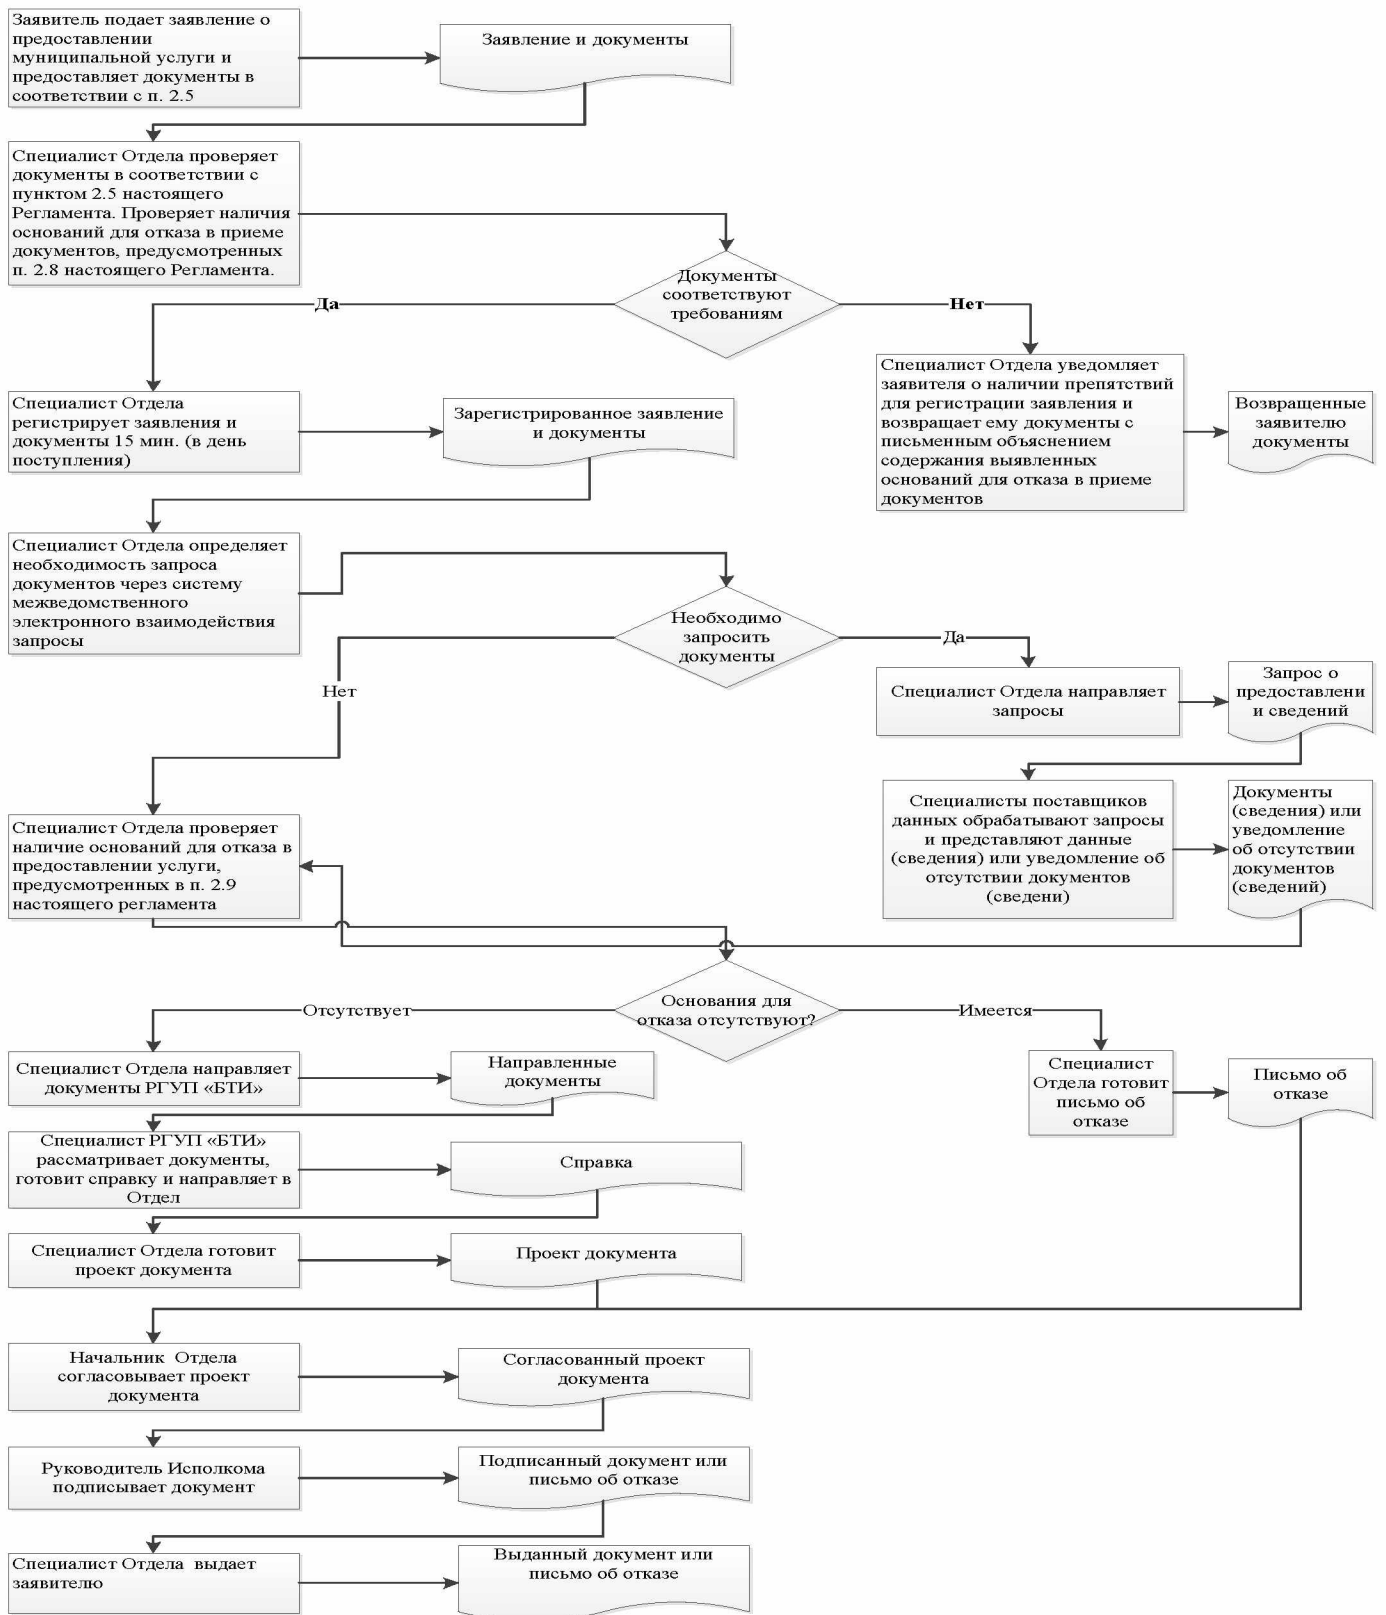 Заявитель подает заявление о
предоставлении
муниципальной услуги и
предоставляет документы в
соответствии с п. 2.5
Заявление и документы
Специалист Отдела проверяет
документы в соответствии с
пунктом 2.5 настоящего
Регламента. Проверяет наличия
оснований для отказа в приеме
документов, предусмотренных
п. 2.8 настоящего Регламента.
Документы
соответствуют
требованиям
Да
Нет
Специалист Отдела
регистрирует заявления и
документы 15 мин. (в день
поступления)
Зарегистрированное заявление
и документы
Специалист Отдела уведомляет
заявителя о наличии препятствий
для регистрации заявления и
возвращает ему документы с
письменным объяснением
содержания выявленных
оснований для отказа в приеме
документов
Возвращенные
заявителю
документы
Специалист Отдела определяет
необходимость запроса
документов через систему
межведомственного
электронного взаимодействия
запросы
Необходимо
запросить
документы
Да
Нет
Специалист Отдела направляет
запросы
Запрос о
предоставлени
и сведений
Специалисты поставщиков
данных обрабатывают запросы
и представляют данные
(сведения) или уведомление об
отсутствии документов
(сведени)
Документы
(сведения) или
уведомление
об отсутствии
документов
(сведений)
Специалист Отдела проверяет
наличие оснований для отказа в
предоставлении услуги,
предусмотренных в п. 2.9
настоящего регламента
Основания для
отказа отсутствуют?
Отсутствует
Имеется
Специалист Отдела направляет
документы РГУП «БТИ»
Направленные
документы
Специалист
Отдела готовит
письмо об
отказе
Письмо об
отказе
Специалист РГУП «БТИ»
рассматривает документы,
готовит справку и направляет в
Отдел
Справка
Специалист Отдела готовит
проект документа
Проект документа
Начальник Отдела
согласовывает проект
документа
Согласованный проект
документа
Руководитель Исполкома
подписывает документ
Подписанный документ или
письмо об отказе
Специалист Отдела выдает
заявителю
Выданный документ или
письмо об отказе